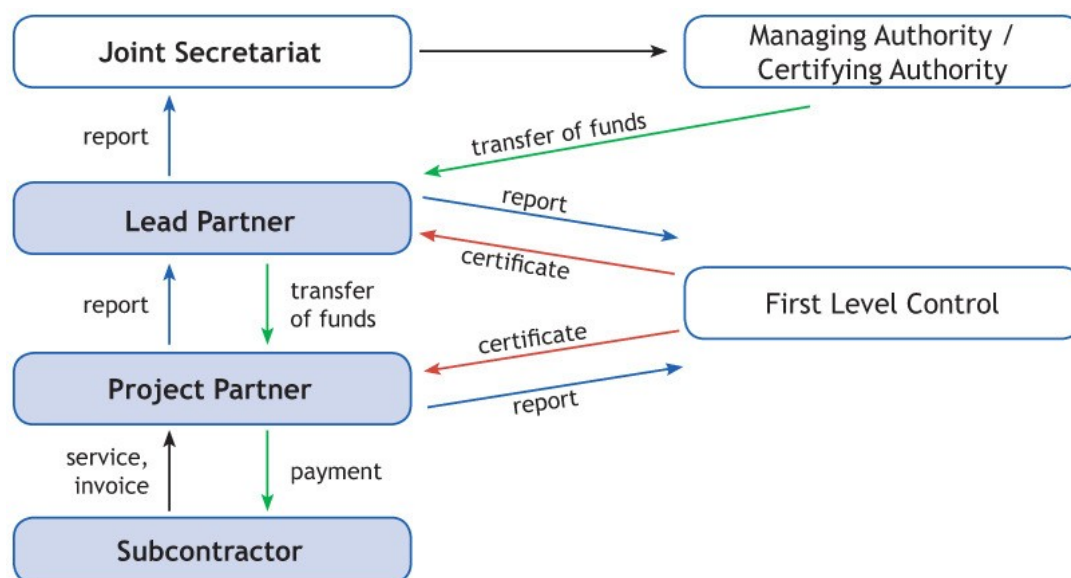 Joint Secretariat
Managing Authority /
Certifying Authority
report
transfer of funds
Lead Partner
report
certificate
report
transfer
of funds
First Level Control
certificate
Project Partner
report
service,
invoice
payment
Subcontractor